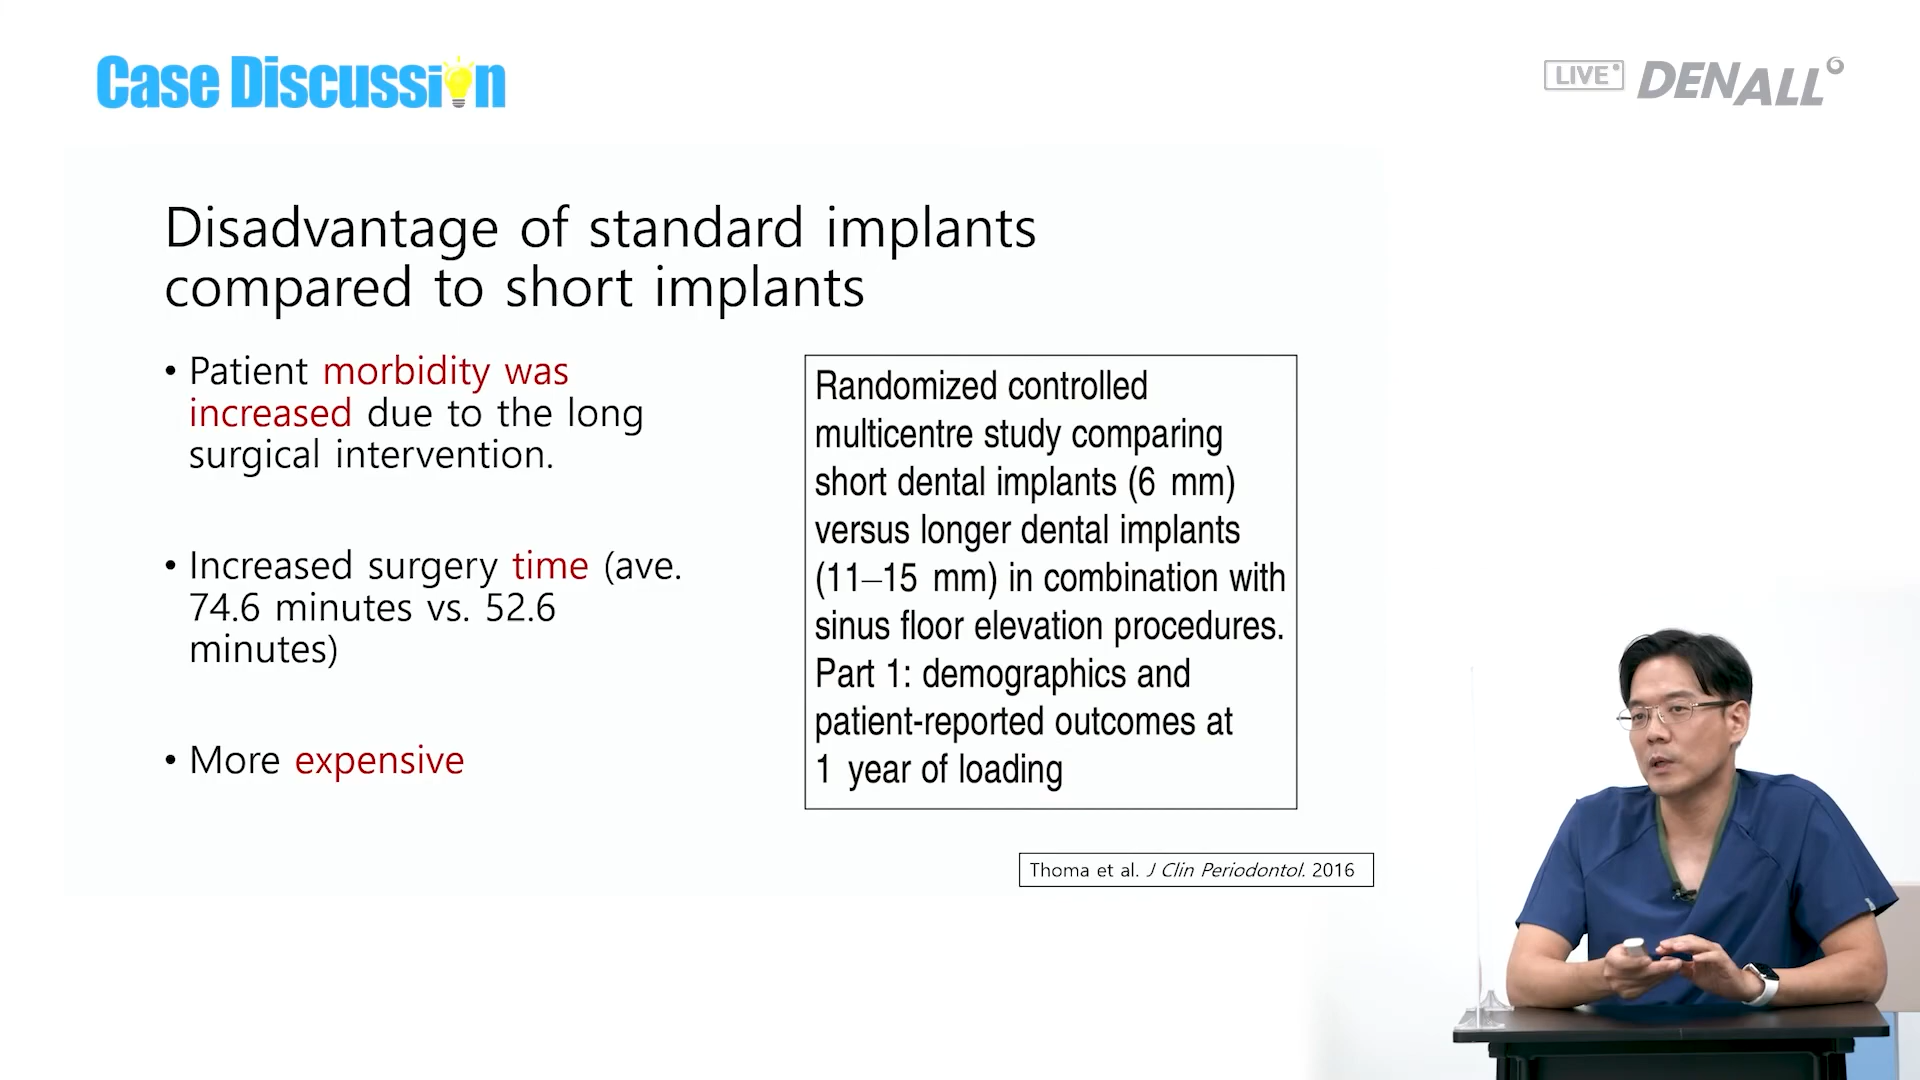 Case Discussion
LIVE
DENALL
Disadvantage of standard implants
compared to short implants
• Patient morbidity was
increased due to the long
surgical intervention.
• Increased surgery time (ave.
74.6 minutes vs. 52.6
minutes)
• More expensive
Randomized controlled
multicentre study comparing
short dental implants (6 mm)
versus longer dental implants
(11–15 mm) in combination with
sinus floor elevation procedures.
Part 1: demographics and
patient-reported outcomes at
1 year of loading
Thoma et al. J Clin Periodontol. 2016